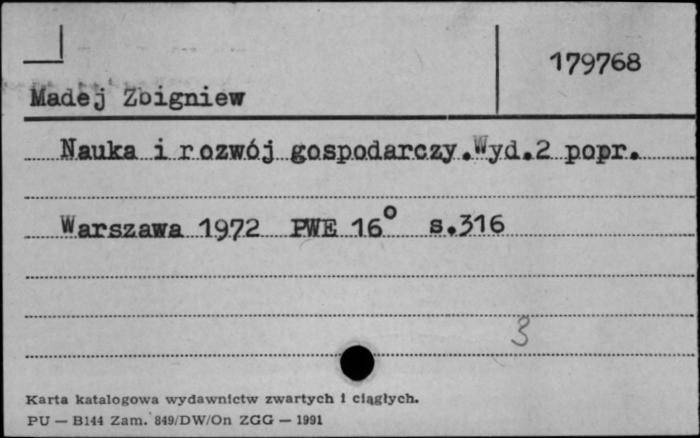 179768
Madej Zbigniew
Nauka i rozwój gospodarczy.Wyd.2 popr.
Warszawa 1972 PWE 16° s.316
3
Karta katalogowa wydawnictw zwartych i ciągłych.
PU — B144 Zam. 849/DW/On ZGG — 1991